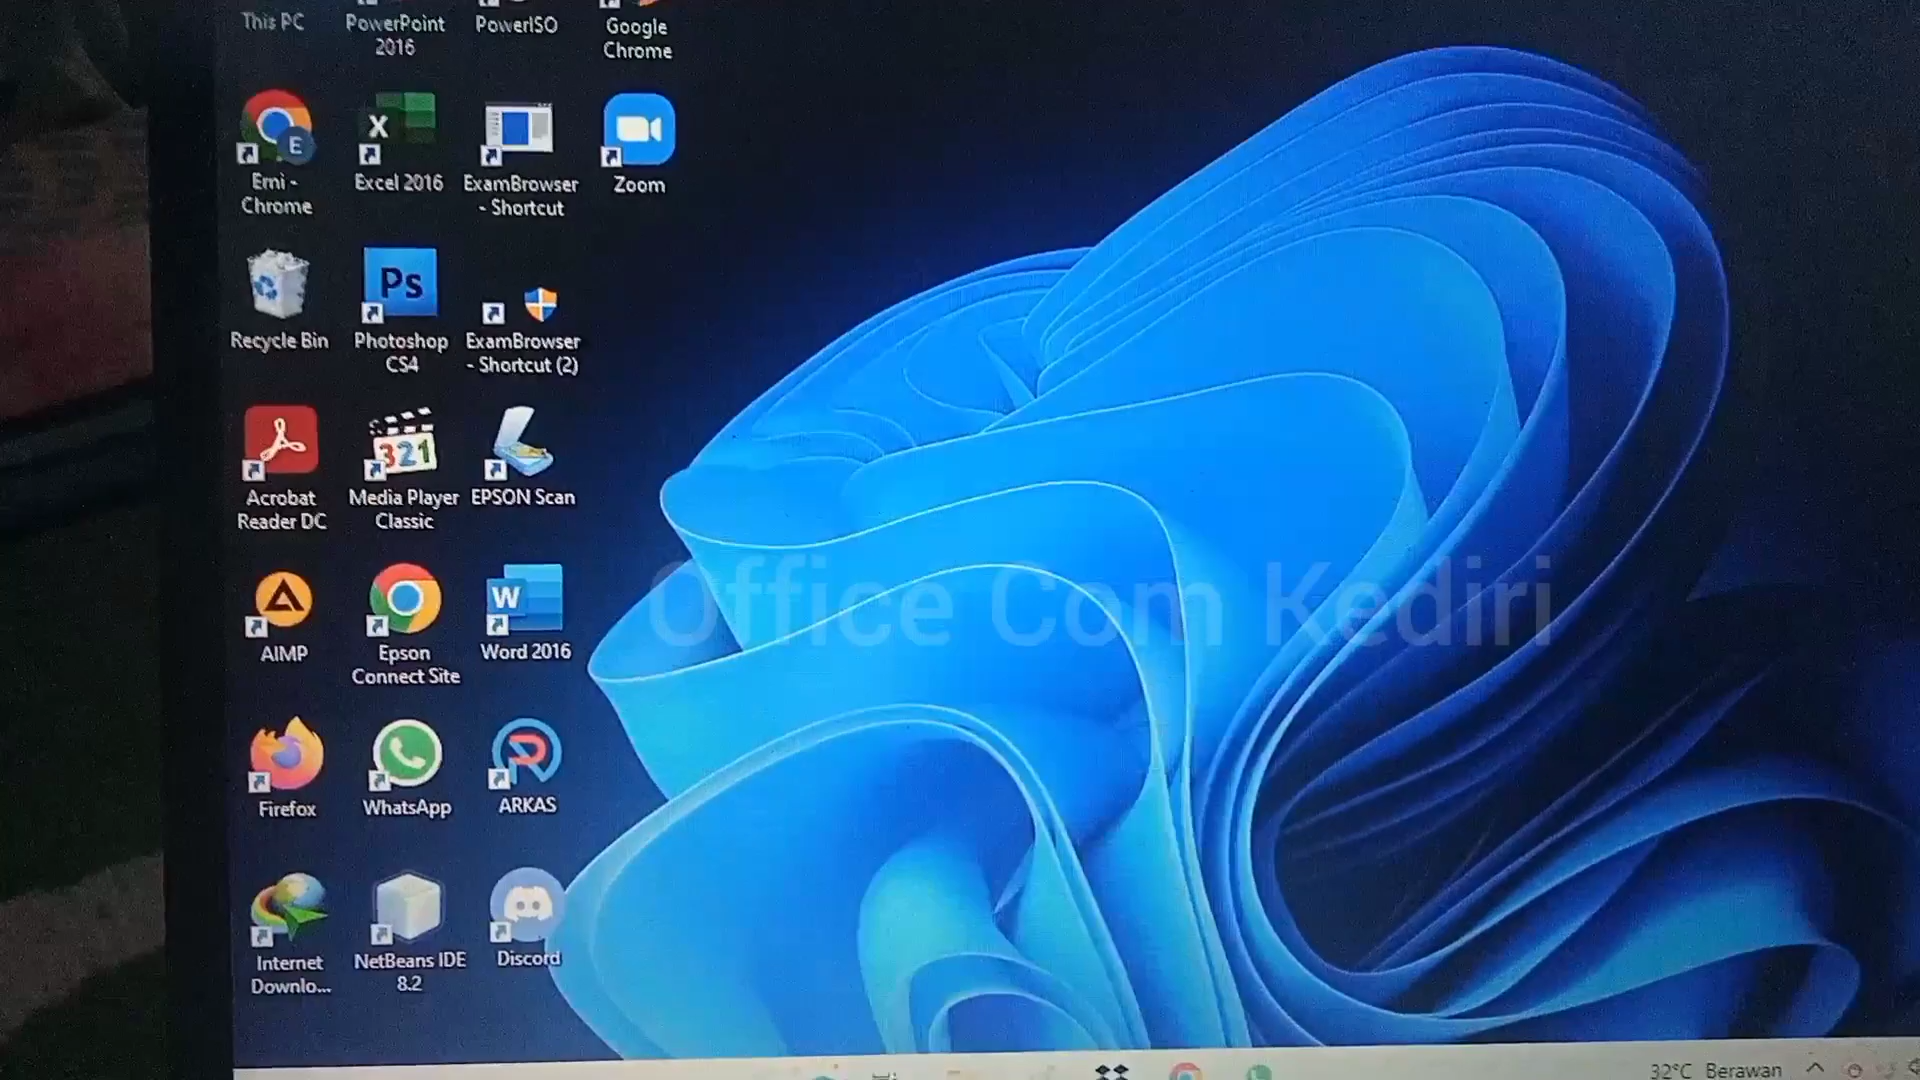 This PC
PowerPoint
2016
PowerISO
Google
Chrome
E
Erni -
Chrome
X
Excel 2016
ExamBrowser
- Shortcut
Zoom
Recycle Bin
Ps
Photoshop
CS4
ExamBrowser
- Shortcut (2)
Acrobat
Reader DC
321
Media Player
Classic
EPSON Scan
AIMP
Epson
Connect Site
W
Word 2016
Firefox
WhatsApp
ARKAS
Internet
Downlo...
NetBeans IDE
8.2
Discord
Office Com Kediri
32°C Berawan